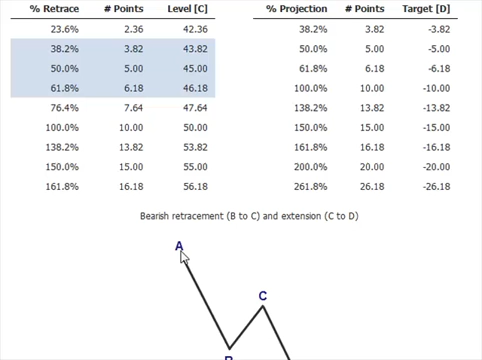 % Retrace # Points Level [C] % Projection # Points Target [D]
23.6% 2.36 42.36 38.2% 3.82 -3.82
38.2% 3.82 43.82 50.0% 5.00 -5.00
50.0% 5.00 45.00 61.8% 6.18 -6.18
61.8% 6.18 46.18 100.0% 10.00 -10.00
76.4% 7.64 47.64 138.2% 13.82 -13.82
100.0% 10.00 50.00 150.0% 15.00 -15.00
138.2% 13.82 53.82 161.8% 16.18 -16.18
150.0% 15.00 55.00 200.0% 20.00 -20.00
161.8% 16.18 56.18 261.8% 26.18 -26.18
Bearish retracement (B to C) and extension (C to D)
A
C
B